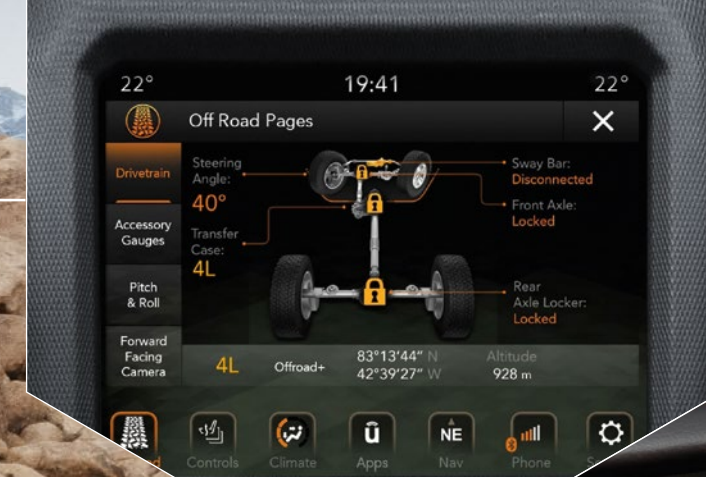 22°
19:41
22°
Off Road Pages
Drivetrain
Accessory
Gauges
Pitch
& Roll
Forward
Facing
Camera
Steering
Angle:
40°
Transfer
Case:
4L
Sway Bar:
Disconnected
Front Axle:
Locked
Rear
Axle Locker:
Locked
4L
Offroad+
83°13'44" N
42°39'27" W
Altitude
928 m
Controls
Climate
ū
Apps
NE
Nav
Phone